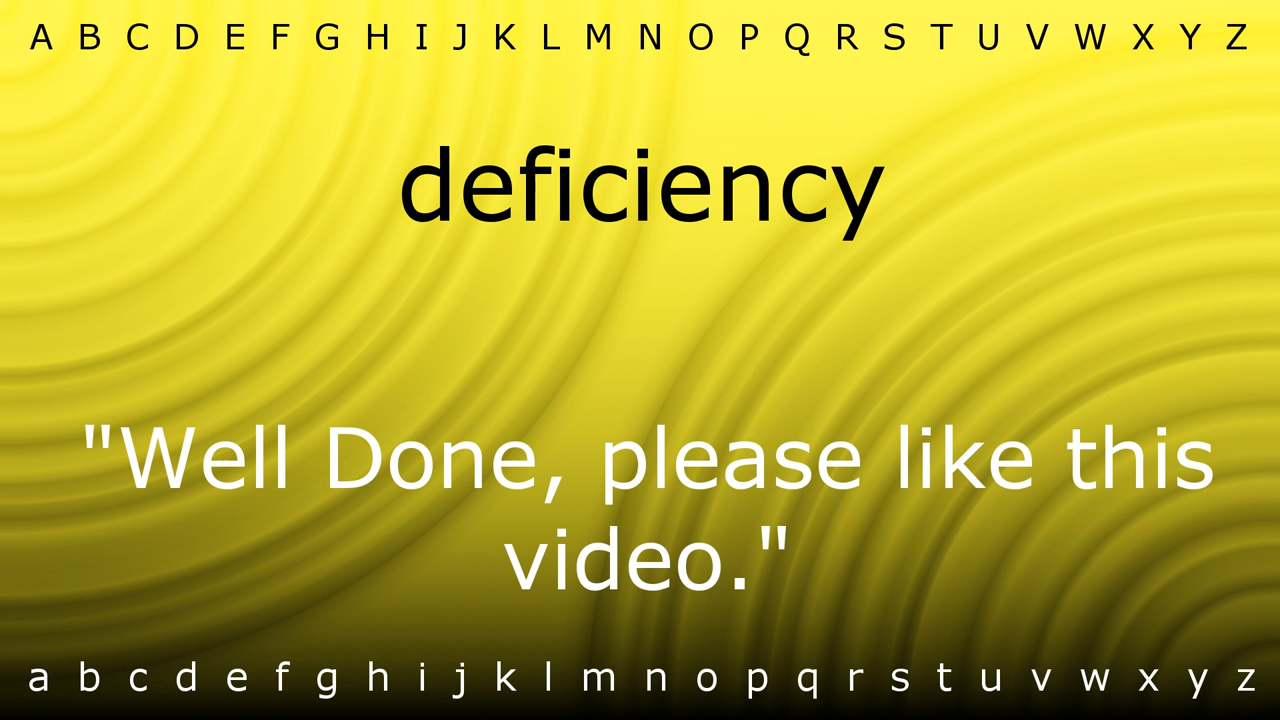 A B C D E F G H I J K L M N O P Q R S T U V W X Y Z
deficiency
"Well Done, please like this
video."
a b c d e f g h i j k l m n o p q r s t u v w x y z